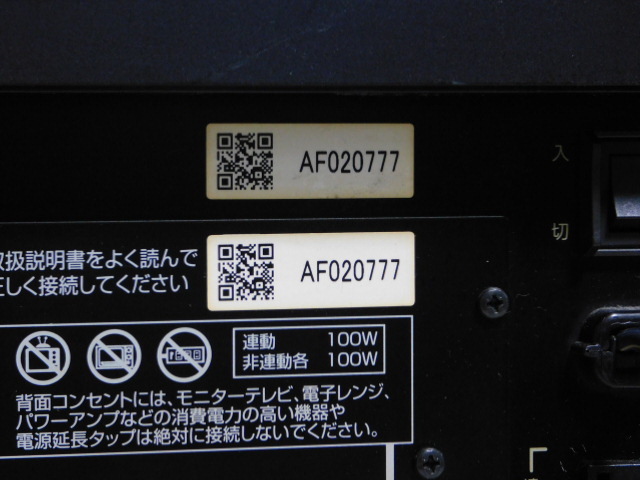 AF020777
入
切
取扱説明書をよく読んで
正しく接続してください
AF020777
連動 100W
非連動各 100W
背面コンセントには、モニターテレビ、電子レンジ、
パワーアンプなどの消費電力の高い機器や
電源延長タップは絶対に接続しないでください。